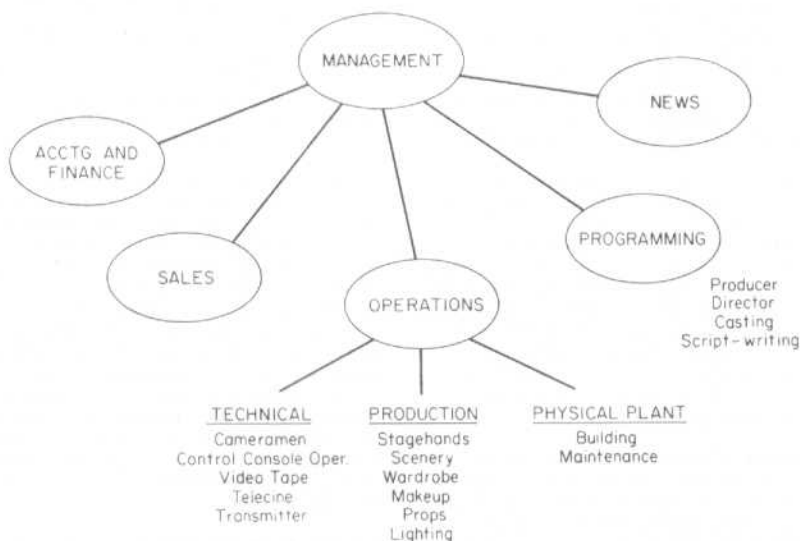 MANAGEMENT
NEWS
ACCTG AND
FINANCE
PROGRAMMING
SALES
OPERATIONS
Producer
Director
Casting
Script-writing
TECHNICAL
Cameramen
Control Console Oper.
Video Tape
Telecine
Transmitter
PRODUCTION
Stagehands
Scenery
Wardrobe
Makeup
Props
Lighting
PHYSICAL PLANT
Building
Maintenance